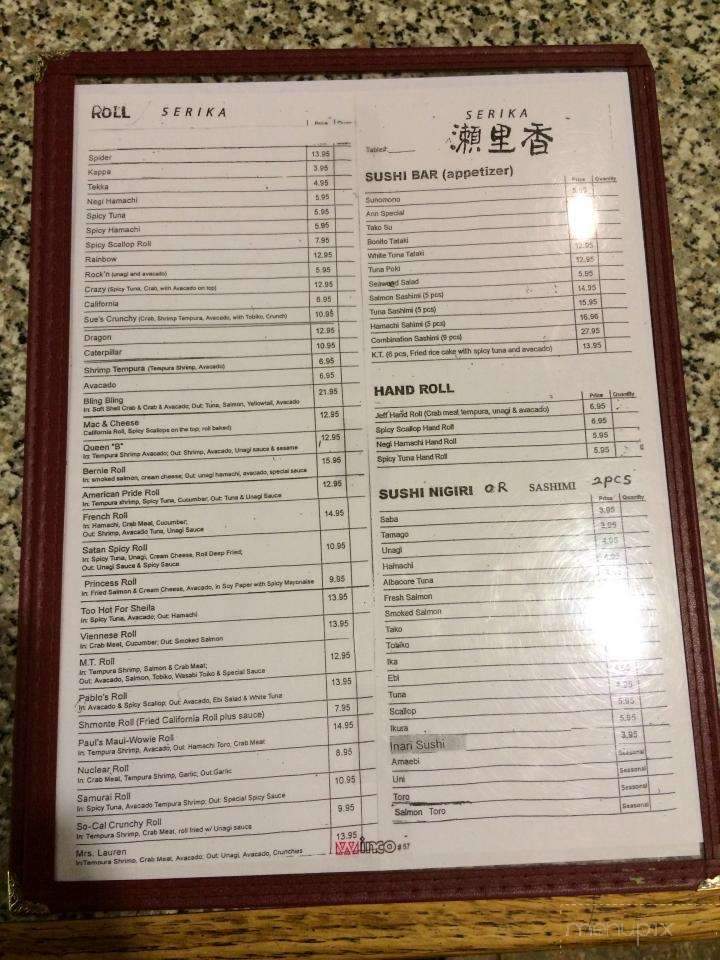 ROLL SERIKA
Price
Spider 13.95
Kappa 3.95
Tekka 4.95
Negi Hamachi 5.95
Spicy Tuna 5.95
Spicy Hamachi 5.95
Spicy Scallop Roll 7.95
Rainbow 12.95
Rock'n (unagi and avocado) 5.95
Crazy (Spicy Tuna, Crab, with Avocado on top) 12.95
California 6.95
Sue's Crunchy (Crab, Shrimp Tempura, Avocado, with Tobiko, Crunch) 10.95
Dragon 12.95
Caterpillar 10.95
Shrimp Tempura (Tempura Shrimp, Avocado) 6.95
Avocado 6.95
Bling Bling 21.95
In: Soft Shell Crab & Crab & Avocado; Out: Tuna, Salmon, Yellowtail, Avocado
Mac & Cheese 12.95
California Roll, Spicy Scallops on the top; roll baked)
Queen "B" 12.95
In: Tempura Shrimp Avocado; Out: Shrimp, Avocado, Unagi sauce & sesame
Bernie Roll 15.95
In: smoked salmon, cream cheese; Out: unagi hamachi, avocado, special sauce
American Pride Roll 12.95
In: Tempura shrimp, Spicy Tuna, Cucumber, Out: Tuna & Unagi Sauce
French Roll 14.95
In: Hamachi, Crab Meat, Cucumber;
Out: Shrimp, Avocado Tuna, Unagi Sauce
Satan Spicy Roll 10.95
In: Spicy Tuna, Unagi, Cream Cheese, Roll Deep Fried;
Out: Unagi Sauce & Spicy Sauce
Princess Roll 9.95
In: Fried Salmon & Cream Cheese, Avocado, in Soy Paper with Spicy Mayonaise
Too Hot For Sheila 13.95
In: Spicy Tuna, Avacado; Out: Hamachi
Viennese Roll 13.95
In: Crab Meat, Cucumber; Out: Smoked Salmon
M.T. Roll 12.95
In: Tempura Shrimp, Salmon & Crab Meat;
Out: Avocado, Salmon, Tobiko, Wasabi Toiko & Special Sauce
Pablo's Roll 13.95
In: Avocado & Spicy Scallop; Out: Avocado, Ebi Salad & White Tuna
Shmonte Roll (Fried California Roll plus sauce) 7.95
Paul's Maui-Wowie Roll 14.95
In: Tempura Shrimp, Avacado, Out: Hamachi Toro, Crab Meat
Nuclear Roll 8.95
In: Crab Meat, Tempura Shrimp, Garlic; Out:Garlic
Samurai Roll 10.95
In: Spicy Tuna, Avacado Tempura Shrimp; Out: Special Spicy Sauce
So-Cal Crunchy Roll 9.95
In: Tempura Shrimp, Crab Meat, roll fried w/ Unagi sauce
Mrs. Lauren 13.95
In:Tempura Shrimp, Crab Meat, Avocado; Out: Unagi, Avocado, Crunchies
SERIKA
瀬里香
Table#:
SUSHI BAR (appetizer)
Price Quantity
Sunomono 5.95
Ann Special
Tako Su
Bonito Tataki
White Tuna Tataki 12.95
Tuna Poki 12.95
Seaweed Salad 5.95
Salmon Sashimi (5 pcs) 14.95
Tuna Sashimi (5 pcs) 15.95
Hamachi Sahimi (5 pcs) 16.96
Combination Sashimi (9 pcs) 27.95
K.T. (6 pcs, Fried rice cake with spicy tuna and avocado) 13.95
HAND ROLL
Price Quantity
Jeff Hand Roll (Crab meat,tempura, unagi & avocado) 6.95
Spicy Scallop Hand Roll 6.95
Negi Hamachi Hand Roll 5.95
Spicy Tuna Hand Roll 5.95
SUSHI NIGIRI OR SASHIMI 2PCS
Price Quantity
Saba 3.95
Tamago 3.95
Unagi 4.95
Hamachi 4.95
Albacore Tuna
Fresh Salmon
Smoked Salmon
Tako
Tobiko
Ika
Ebi
Tuna
Scallop 5.95
Ikura 5.95
Inari Sushi 3.95
Amaebi Seasonal
Uni Seasonal
Toro Seasonal
Salmon Toro Seasonal
Winco #57
menupix